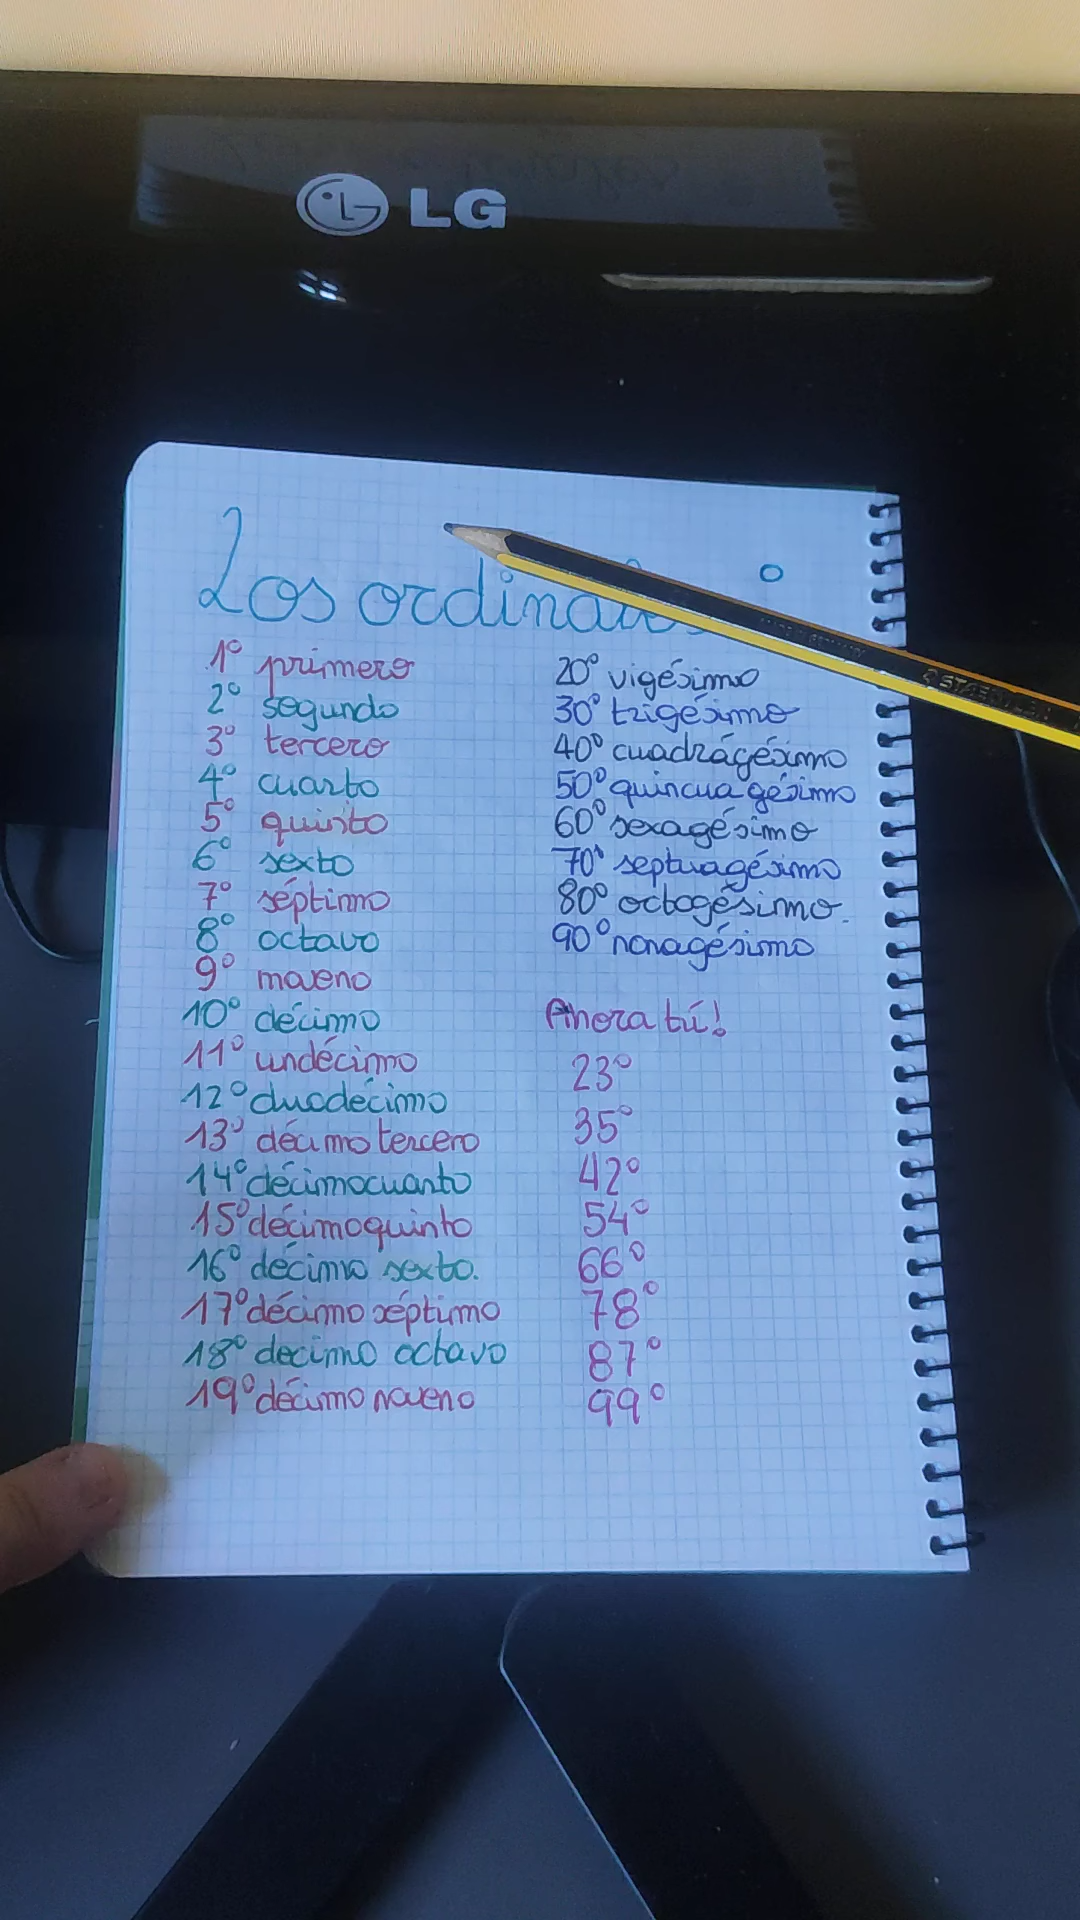 LG
Los ordinales º
1º primero
2º segundo
3º tercero
4º cuarto
5º quinto
6º sexto
7º séptimo
8º octavo
9º noveno
10º décimo
11º undécimo
12º duodécimo
13º décimo tercero
14º décimocuarto
15º décimoquinto
16º décimo sexto.
17º décimo séptimo
18º decimo octavo
19º décimo noveno
20º vigésimo
30º trigésimo
40º cuadrágésimo
50º quincuagésimo
60º sexagésimo
70º septuagésimo
80º octogésimo.
90º nonagésimo
Ahora tú!
23º
35º
42º
54º
66º
78º
87º
99º